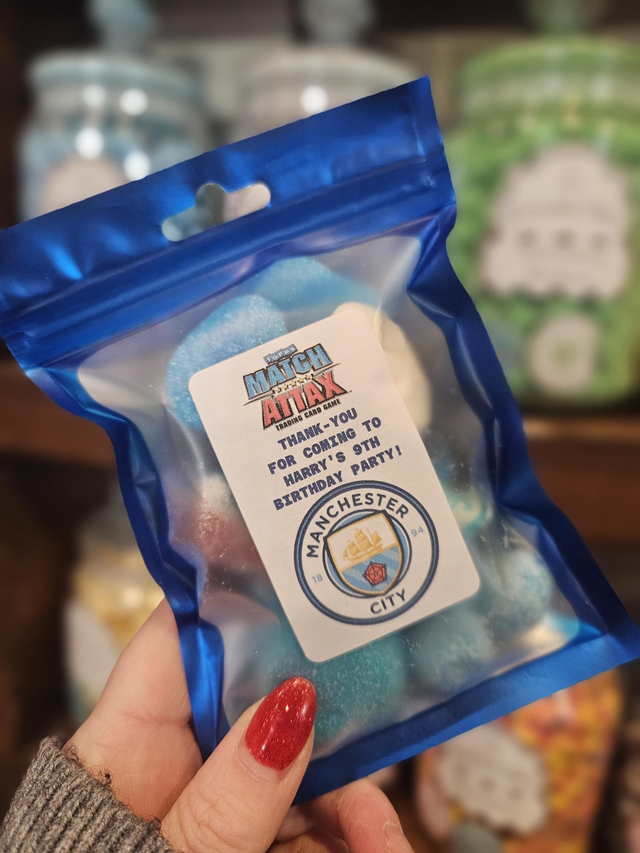 TOPPS
MATCH
ATTAX
TRADING CARD GAME
THANK-YOU
FOR COMING TO
HARRY'S 9TH
BIRTHDAY PARTY!
MANCHESTER
18 94
CITY